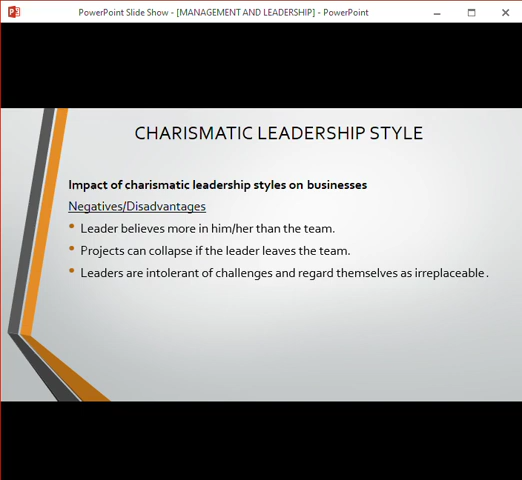 PowerPoint Slide Show - [MANAGEMENT AND LEADERSHIP] - PowerPoint
CHARISMATIC LEADERSHIP STYLE
Impact of charismatic leadership styles on businesses
Negatives/Disadvantages
• Leader believes more in him/her than the team.
• Projects can collapse if the leader leaves the team.
• Leaders are intolerant of challenges and regard themselves as irreplaceable.